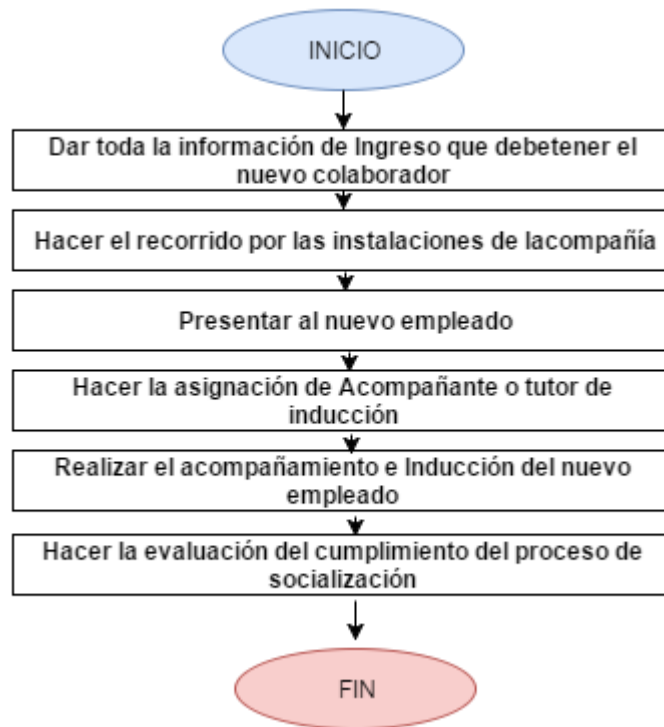 INICIO
Dar toda la información de Ingreso que debetener el
nuevo colaborador
Hacer el recorrido por las instalaciones de lacompañía
Presentar al nuevo empleado
Hacer la asignación de Acompañante o tutor de
inducción
Realizar el acompañamiento e Inducción del nuevo
empleado
Hacer la evaluación del cumplimiento del proceso de
socialización
FIN